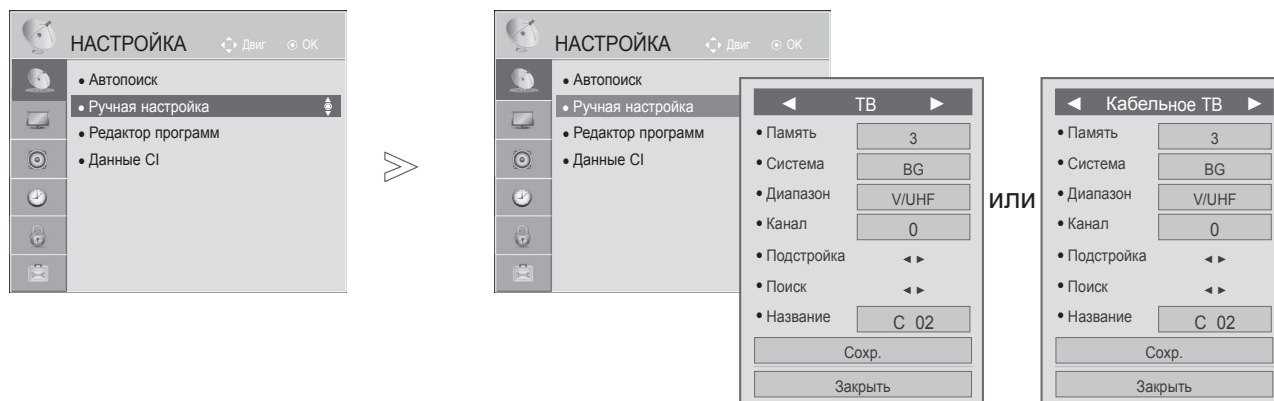 НАСТРОЙКА Двиг ОК
• Автопоиск
• Ручная настройка
• Редактор программ
• Данные CI
НАСТРОЙКА Двиг ОК
• Автопоиск
• Ручная настройка
• Редактор программ
• Данные CI
◄ ТВ ►
• Память 3
• Система BG
• Диапазон V/UHF
• Канал 0
• Подстройка ◄ ►
• Поиск ◄ ►
• Название C 02
Сохр.
Закрыть
или
◄ Кабельное ТВ ►
• Память 3
• Система BG
• Диапазон V/UHF
• Канал 0
• Подстройка ◄ ►
• Поиск ◄ ►
• Название C 02
Сохр.
Закрыть